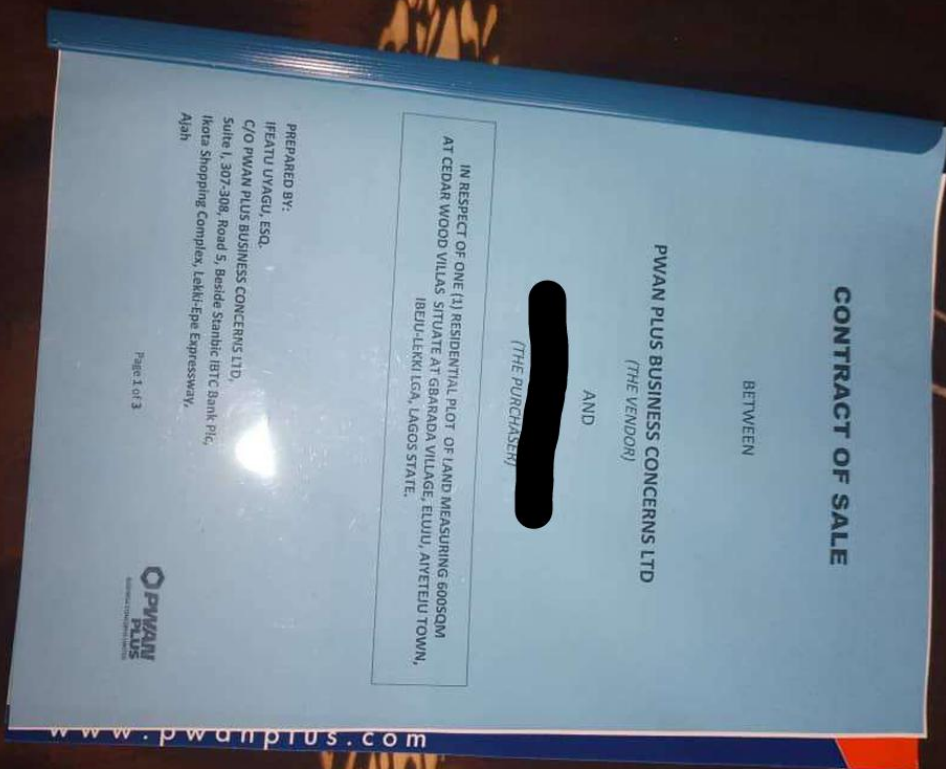 CONTRACT OF SALE
BETWEEN
PWAN PLUS BUSINESS CONCERNS LTD
(THE VENDOR)
AND
(THE PURCHASER)
IN RESPECT OF ONE (1) RESIDENTIAL PLOT OF LAND MEASURING 600SQM
AT CEDAR WOOD VILLAS SITUATE AT GBARADA VILLAGE, ELUJU, AIYETEJU TOWN,
IBEJU-LEKKI LGA, LAGOS STATE.
PREPARED BY:
IFEATU UYAGU, ESQ.
C/O PWAN PLUS BUSINESS CONCERNS LTD,
Suite I, 307-308, Road 5, Beside Stanbic IBTC Bank Plc,
Ikota Shopping Complex, Lekki-Epe Expressway,
Ajah
Page 1 of 3
PWAN
PLUS
BUSINESS CONCERNS LIMITED
www.pwanplus.com